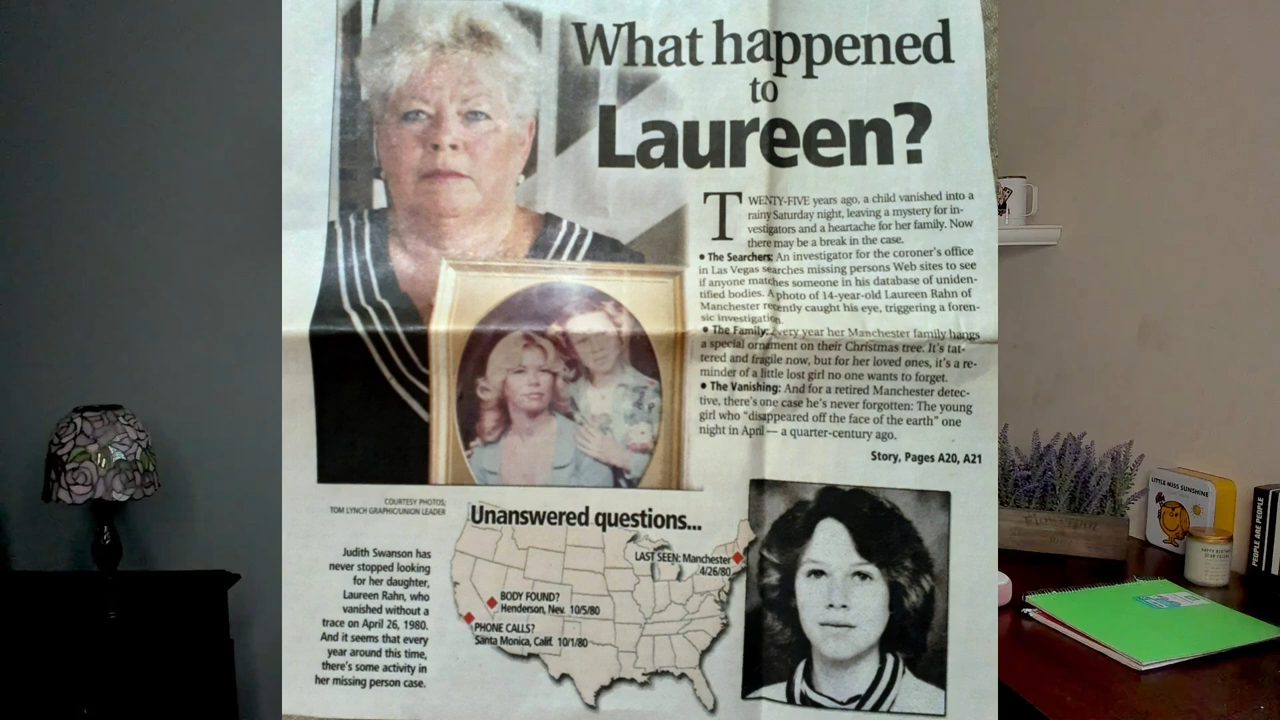 What happened
to
Laureen?
TWENTY-FIVE years ago, a child vanished into a
rainy Saturday night, leaving a mystery for in-
vestigators and a heartache for her family. Now
there may be a break in the case.
• The Searchers: An investigator for the coroner's office
in Las Vegas searches missing persons Web sites to see
if anyone matches someone in his database of uniden-
tified bodies. A photo of 14-year-old Laureen Rahn of
Manchester recently caught his eye, triggering a foren-
sic investigation.
• The Family: Every year her Manchester family hangs
a special ornament on their Christmas tree. It's tat-
tered and fragile now, but for her loved ones, it's a re-
minder of a little lost girl no one wants to forget.
• The Vanishing: And for a retired Manchester detec-
tive, there's one case he's never forgotten: The young
girl who "disappeared off the face of the earth" one
night in April — a quarter-century ago.
Story, Pages A20, A21
COURTESY PHOTOS;
TOM LYNCH GRAPHIC/UNION LEADER
Judith Swanson has
never stopped looking
for her daughter,
Laureen Rahn, who
vanished without a
trace on April 26, 1980.
And it seems that every
year around this time,
there's some activity in
her missing person case.
Unanswered questions...
LAST SEEN: Manchester
4/26/80
BODY FOUND?
Henderson, Nev. 10/5/80
PHONE CALLS?
Santa Monica, Calif. 10/1/80
LITTLE MISS SUNSHINE
PEOPLE ARE PEOPLE